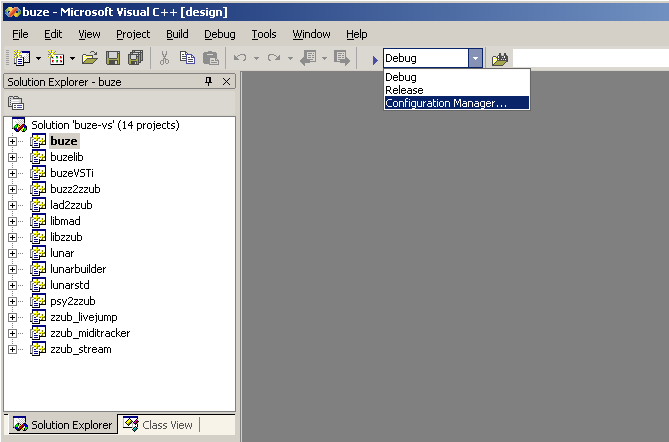 buze - Microsoft Visual C++ [design]
File Edit View Project Build Debug Tools Window Help
Debug
Solution Explorer - buze
Debug
Release
Configuration Manager...
Solution 'buze-vs' (14 projects)
buze
buzelib
buzeVSTi
buzz2zzub
lad2zzub
libmad
libzzub
lunar
lunarbuilder
lunarstd
psy2zzub
zzub_livejump
zzub_miditracker
zzub_stream
Solution Explorer Class View